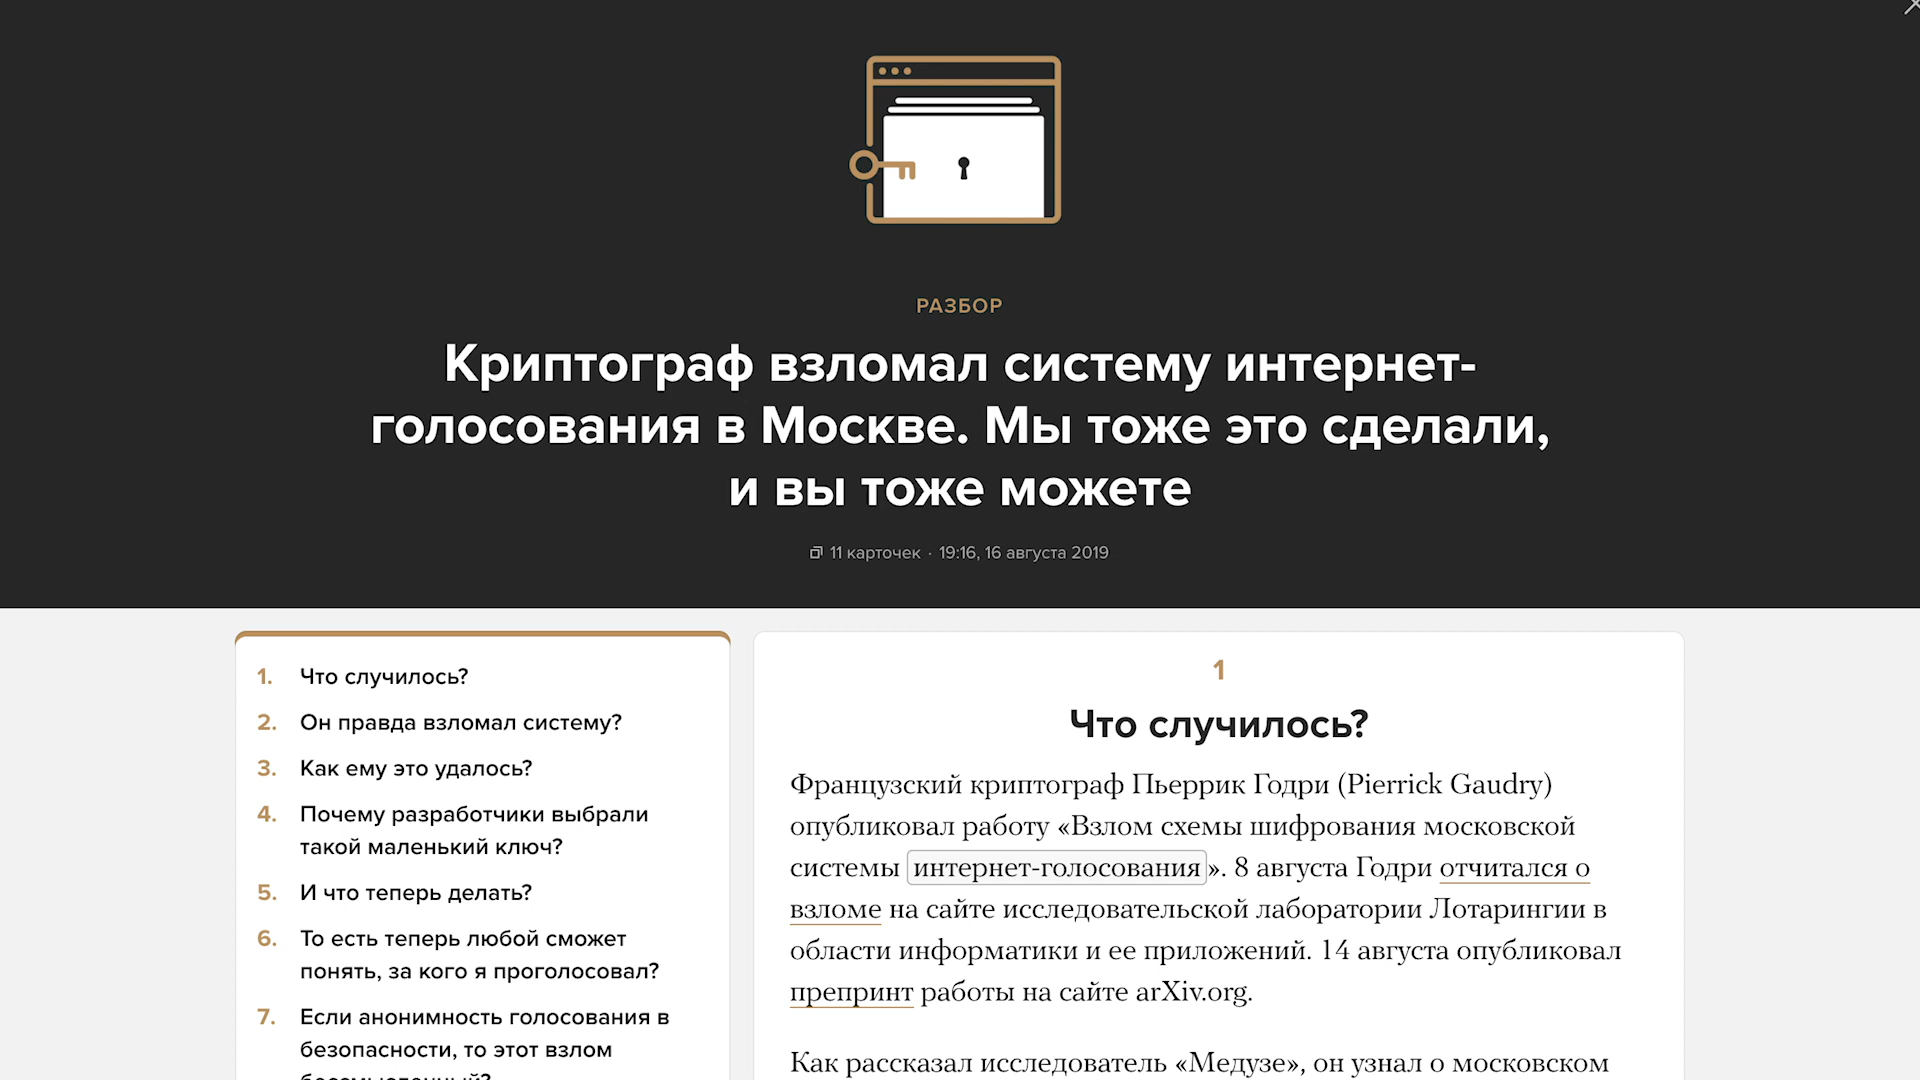 РАЗБОР
Криптограф взломал систему интернет-
голосования в Москве. Мы тоже это сделали,
и вы тоже можете
11 карточек · 19:16, 16 августа 2019
1. Что случилось?
2. Он правда взломал систему?
3. Как ему это удалось?
4. Почему разработчики выбрали
такой маленький ключ?
5. И что теперь делать?
6. То есть теперь любой сможет
понять, за кого я проголосовал?
7. Если анонимность голосования в
безопасности, то этот взлом
1
Что случилось?
Французский криптограф Пьеррик Годри (Pierrick Gaudry)
опубликовал работу «Взлом схемы шифрования московской
системы интернет-голосования». 8 августа Годри отчитался о
взломе на сайте исследовательской лаборатории Лотарингии в
области информатики и ее приложений. 14 августа опубликовал
препринт работы на сайте arXiv.org.
Как рассказал исследователь «Медузе», он узнал о московском